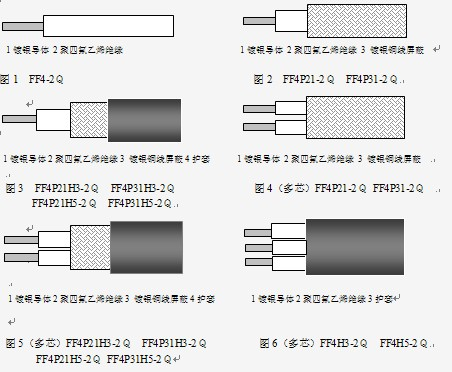 1 镀银导体 2 聚四氟乙烯绝缘
1 镀银导体 2 聚四氟乙烯绝缘 3 镀银铜线屏蔽
图 1 FF4-2Q
图 2 FF4P21-2Q FF4P31-2Q
1 镀银导体 2 聚四氟乙烯绝缘 3 镀银铜线屏蔽 4 护套
1 镀银导体 2 聚四氟乙烯绝缘 3 镀银铜线屏蔽
图 3 FF4P21H3-2Q FF4P31H3-2Q
FF4P21H5-2Q FF4P31H5-2Q
图 4（多芯）FF4P21-2Q FF4P31-2Q
1 镀银导体 2 聚四氟乙烯绝缘 3 镀银铜线屏蔽 4 护套
1 镀银导体 2 聚四氟乙烯绝缘 3 护套
图 5（多芯）FF4P21H3-2Q FF4P31H3-2Q
FF4P21H5-2Q FF4P31H5-2Q
图 6（多芯）FF4H3-2Q FF4H5-2Q